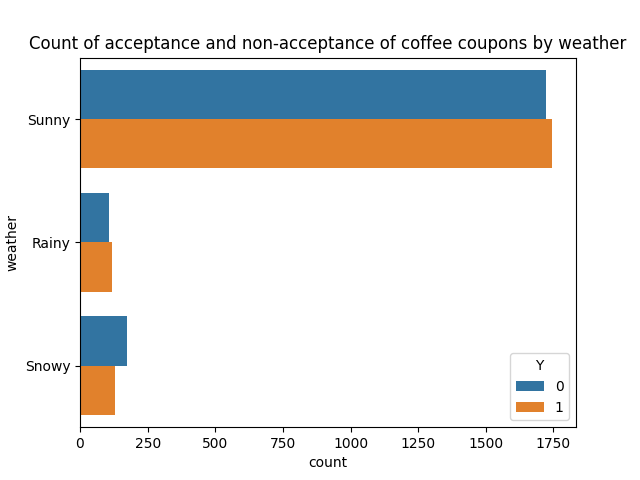 Count of acceptance and non-acceptance of coffee coupons by weather
weather
Sunny
Rainy
Snowy
Y
0
1
0 250 500 750 1000 1250 1500 1750
count